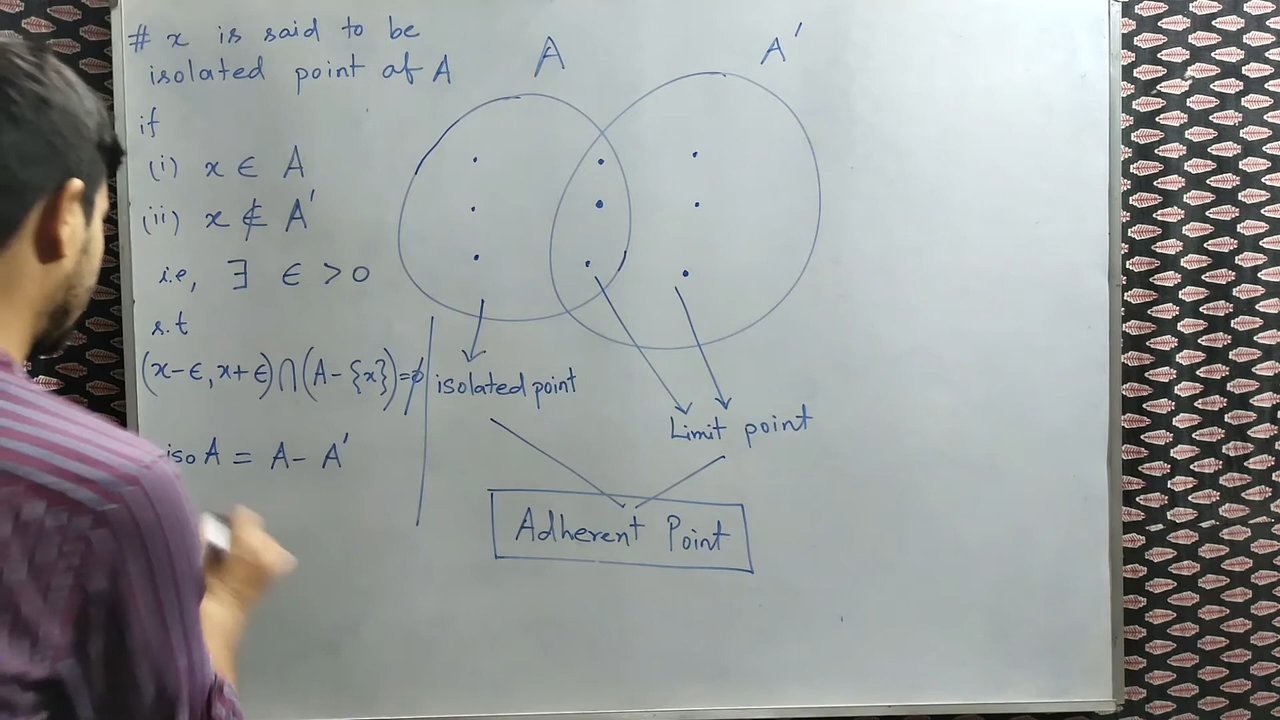 # x is said to be
isolated point of A
if
(i) x ∈ A
(ii) x ∉ A'
i.e, ∃ ∈ > 0
s.t
(x-∈, x+∈)∩(A-{x})=ϕ
iso A = A - A'
A
A'
isolated point
Limit point
Adherent Point